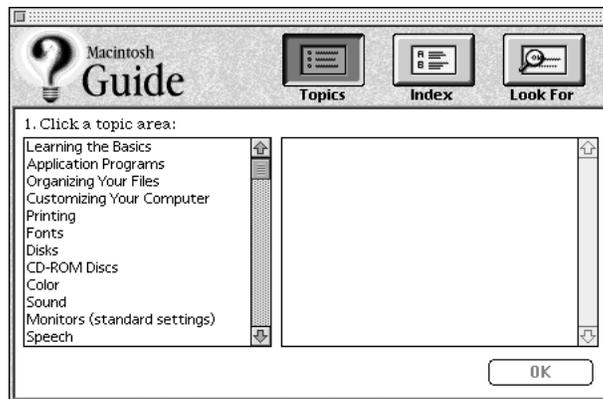 Macintosh
Guide
Topics
Index
Look For
1. Click a topic area:
Learning the Basics
Application Programs
Organizing Your Files
Customizing Your Computer
Printing
Fonts
Disks
CD-ROM Discs
Color
Sound
Monitors (standard settings)
Speech
OK